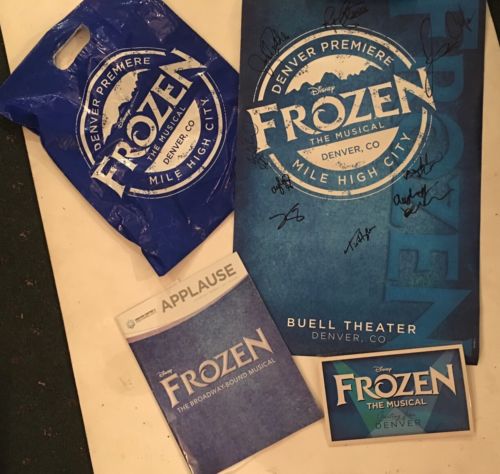 DENVER PREMIERE
Disney
FROZEN
THE MUSICAL
DENVER, CO
MILE HIGH CITY
DENVER PREMIERE
Disney
FROZEN
THE MUSICAL
DENVER, CO
MILE HIGH CITY
FROZEN
BUELL THEATER
DENVER, CO
APPLAUSE
Disney
FROZEN
THE BROADWAY-BOUND MUSICAL
Disney
FROZEN
THE MUSICAL
DENVER